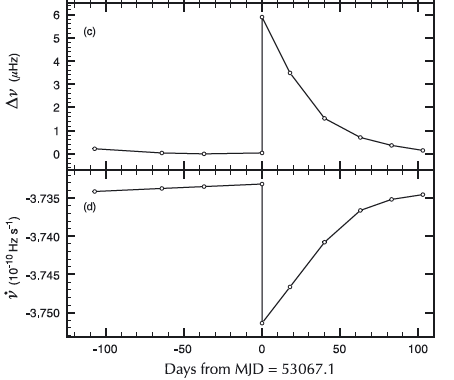 6
5
4
3
2
1
0
Δν (μHz)
(c)
-3.735
-3.740
-3.745
-3.750
ν̇ (10⁻¹⁰ Hz s⁻¹)
(d)
-100 -50 0 50 100
Days from MJD = 53067.1